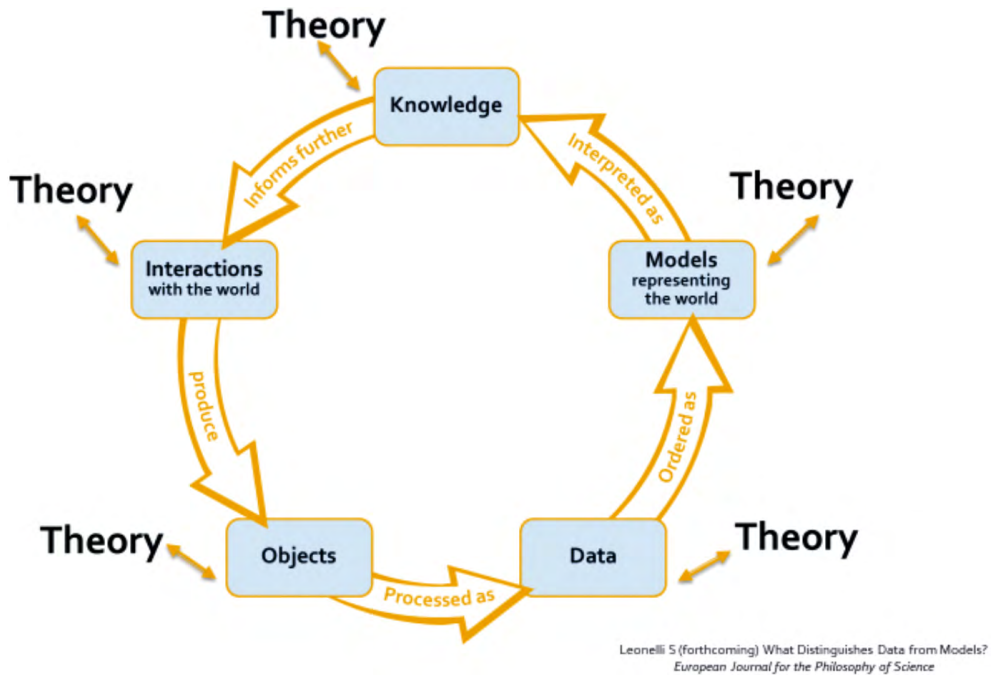 Theory
Knowledge
Informs further
Interpreted as
Theory
Theory
Interactions
with the world
Models
representing
the world
produce
Ordered as
Theory
Objects
Processed as
Data
Theory
Leonelli S (forthcoming) What Distinguishes Data from Models?
European Journal for the Philosophy of Science